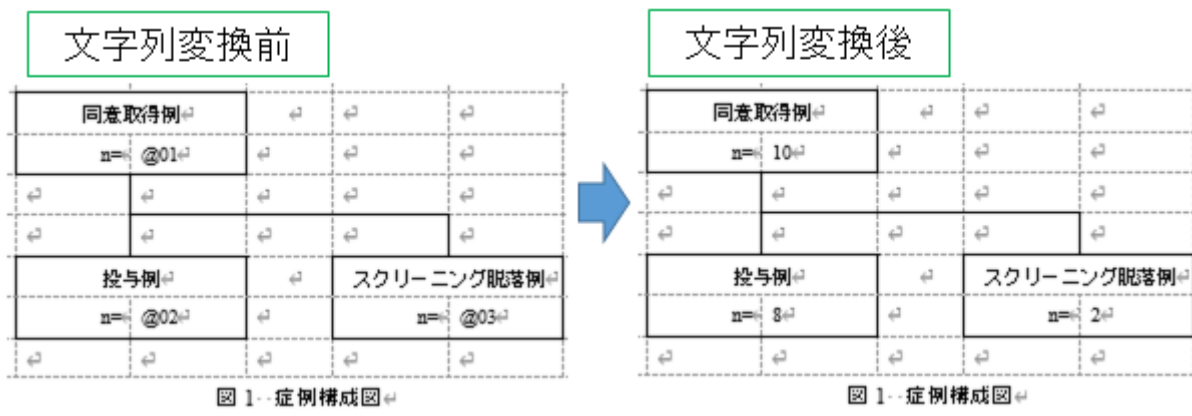 文字列変換前
同意取得例↵
n=↵ @01↵
投与例↵ スクリーニング脱落例↵
n=↵ @02↵ n=↵ @03↵
図 1 症例構成図↵
文字列変換後
同意取得例↵
n=↵ 10↵
投与例↵ スクリーニング脱落例↵
n=↵ 8↵ n=↵ 2↵
図 1 症例構成図↵